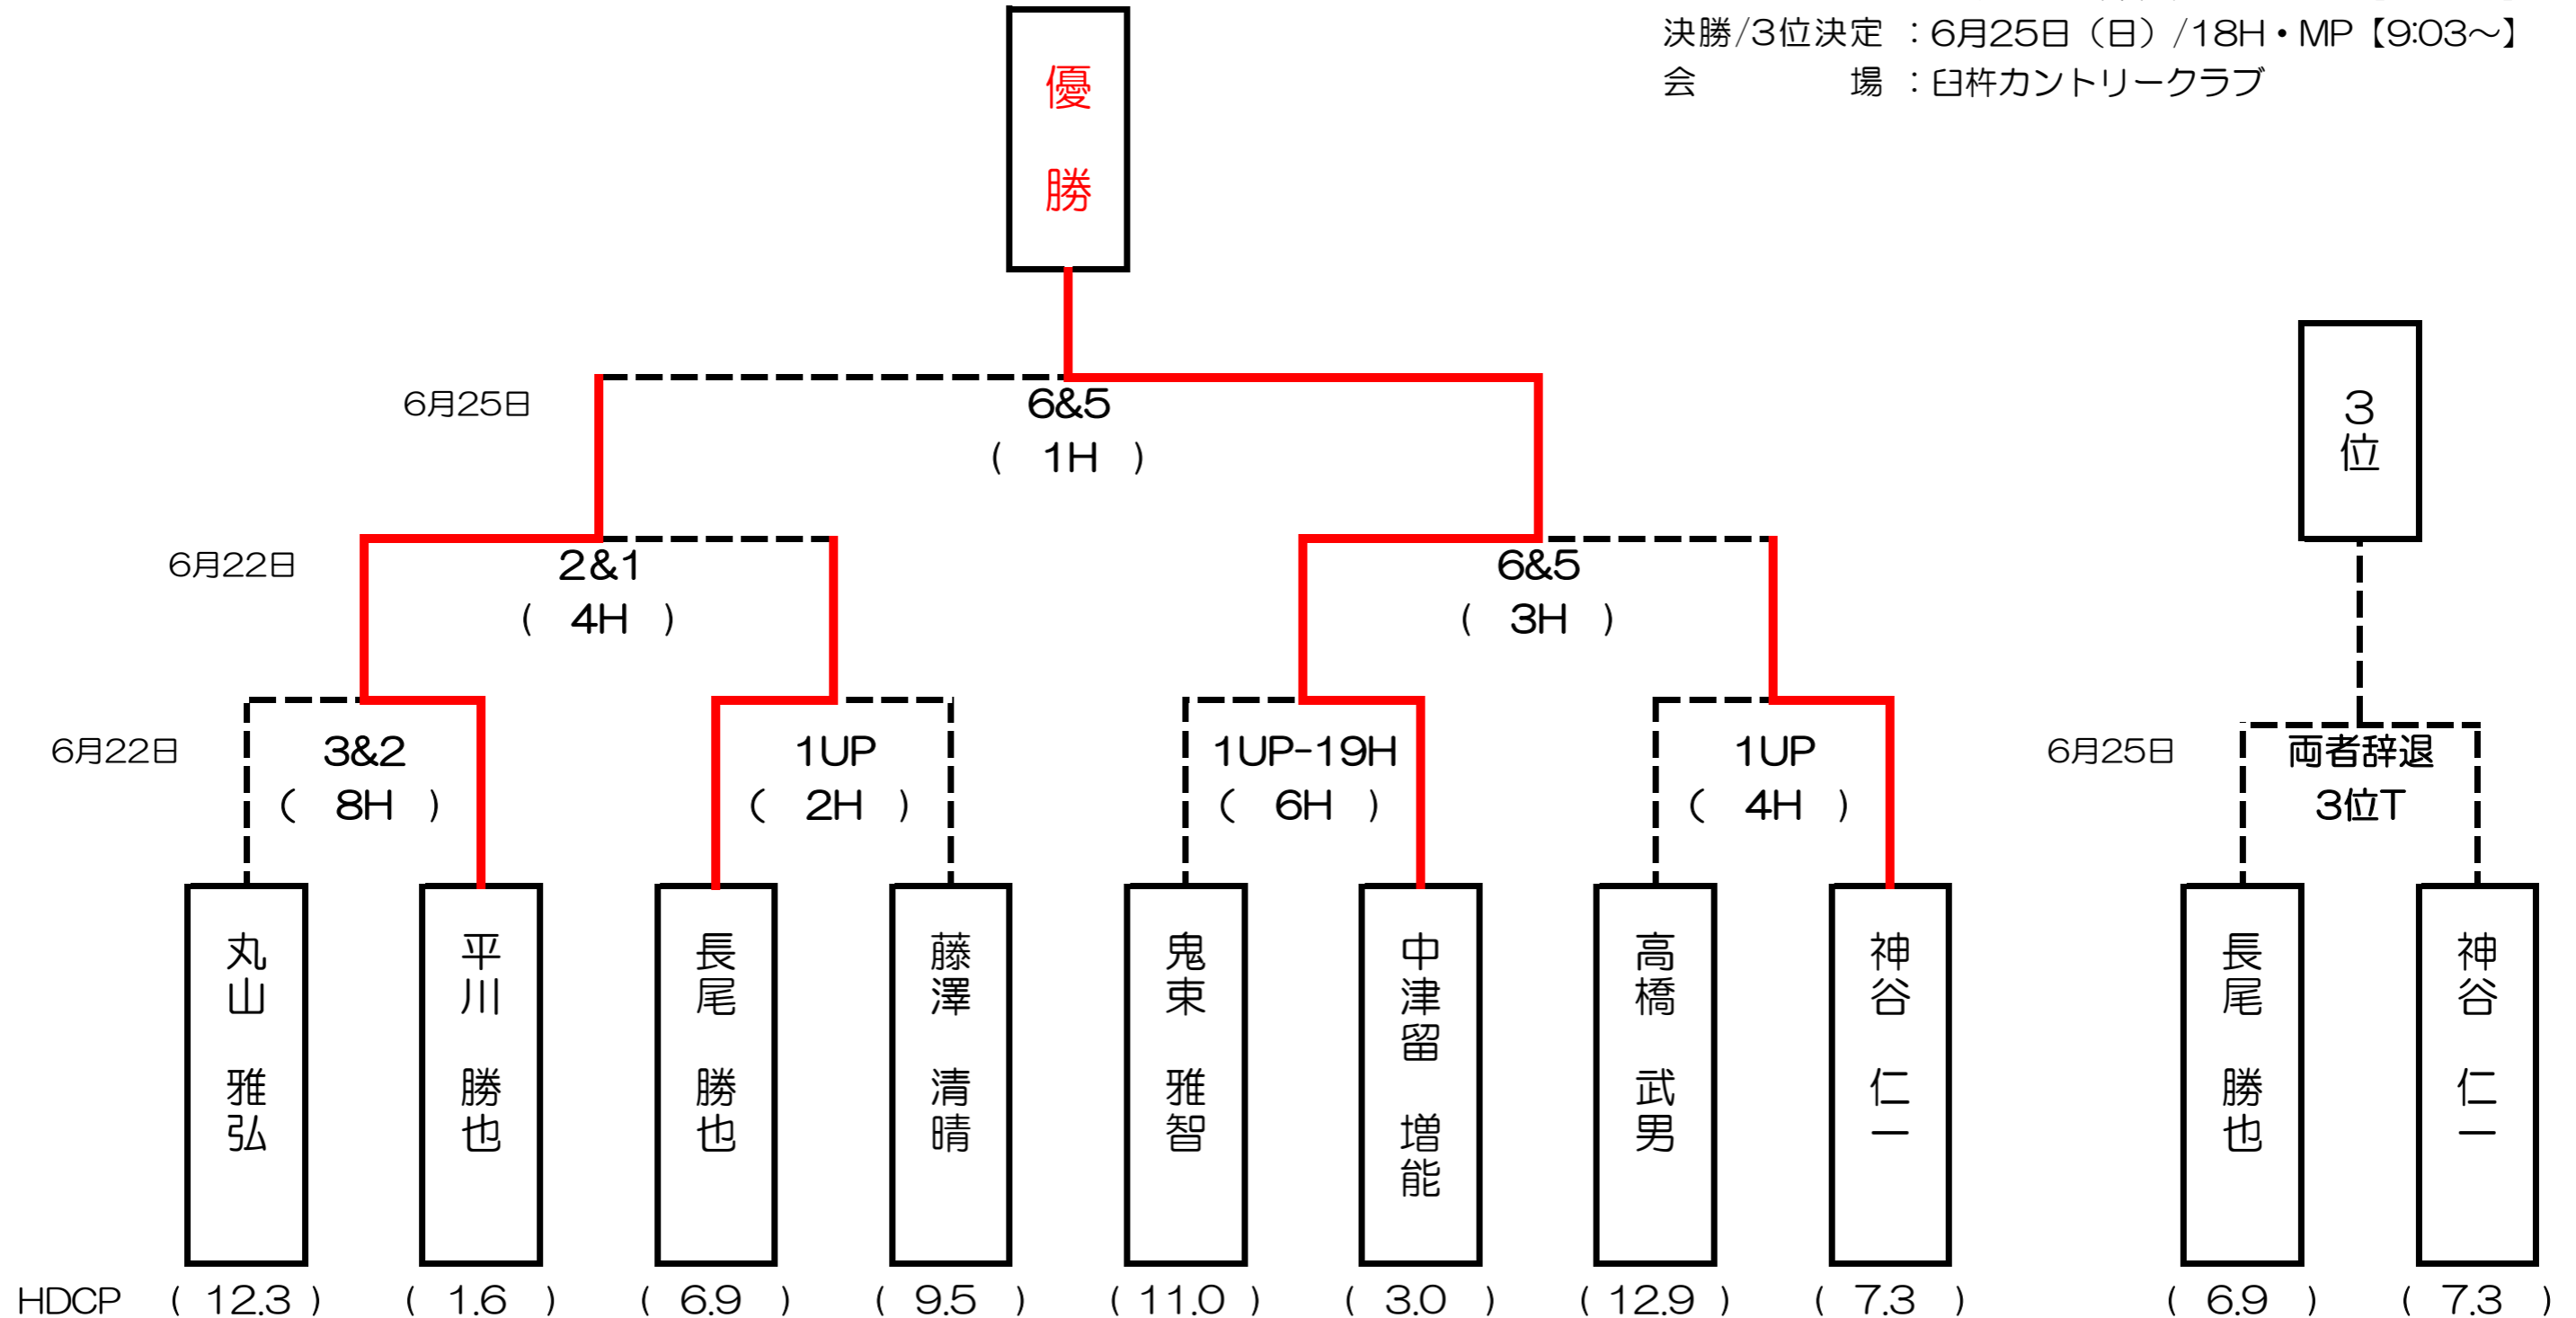 決勝/3位決定 ：6月25日（日）/18H・MP【9:03～】
会 場 ：臼杵カントリークラブ
優 勝
6月25日
6&5
( 1H )
3位
6月22日
2&1
( 4H )
6&5
( 3H )
6月22日
3&2
( 8H )
1UP
( 2H )
1UP-19H
( 6H )
1UP
( 4H )
6月25日
両者辞退
3位T
丸山 雅弘
平川 勝也
長尾 勝也
藤澤 清晴
鬼束 雅智
中津留 増能
高橋 武男
神谷 仁一
長尾 勝也
神谷 仁一
HDCP ( 12.3 ) ( 1.6 ) ( 6.9 ) ( 9.5 ) ( 11.0 ) ( 3.0 ) ( 12.9 ) ( 7.3 ) ( 6.9 ) ( 7.3 )